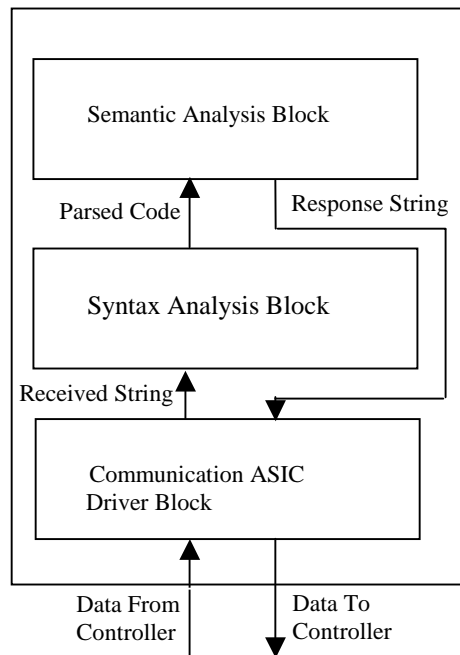 Semantic Analysis Block
Parsed Code
Response String
Syntax Analysis Block
Received String
Communication ASIC
Driver Block
Data From
Controller
Data To
Controller